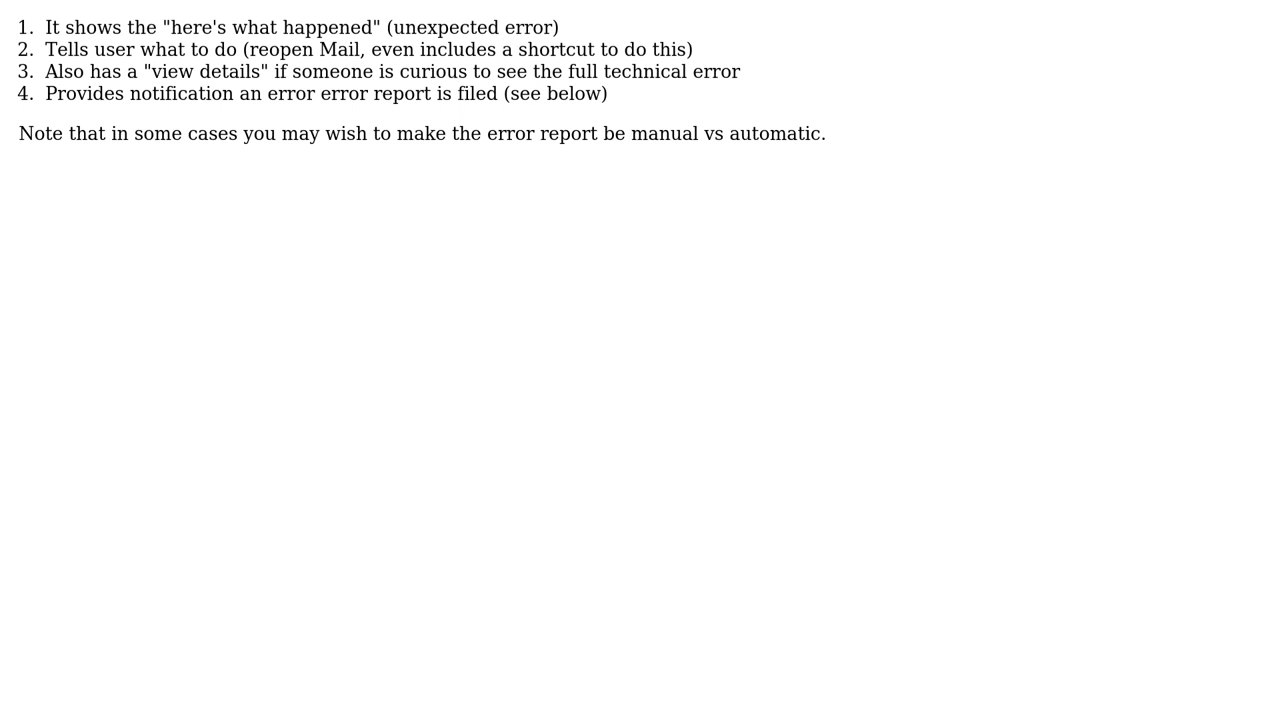 1. It shows the "here's what happened" (unexpected error)
2. Tells user what to do (reopen Mail, even includes a shortcut to do this)
3. Also has a "view details" if someone is curious to see the full technical error
4. Provides notification an error error report is filed (see below)
Note that in some cases you may wish to make the error report be manual vs automatic.